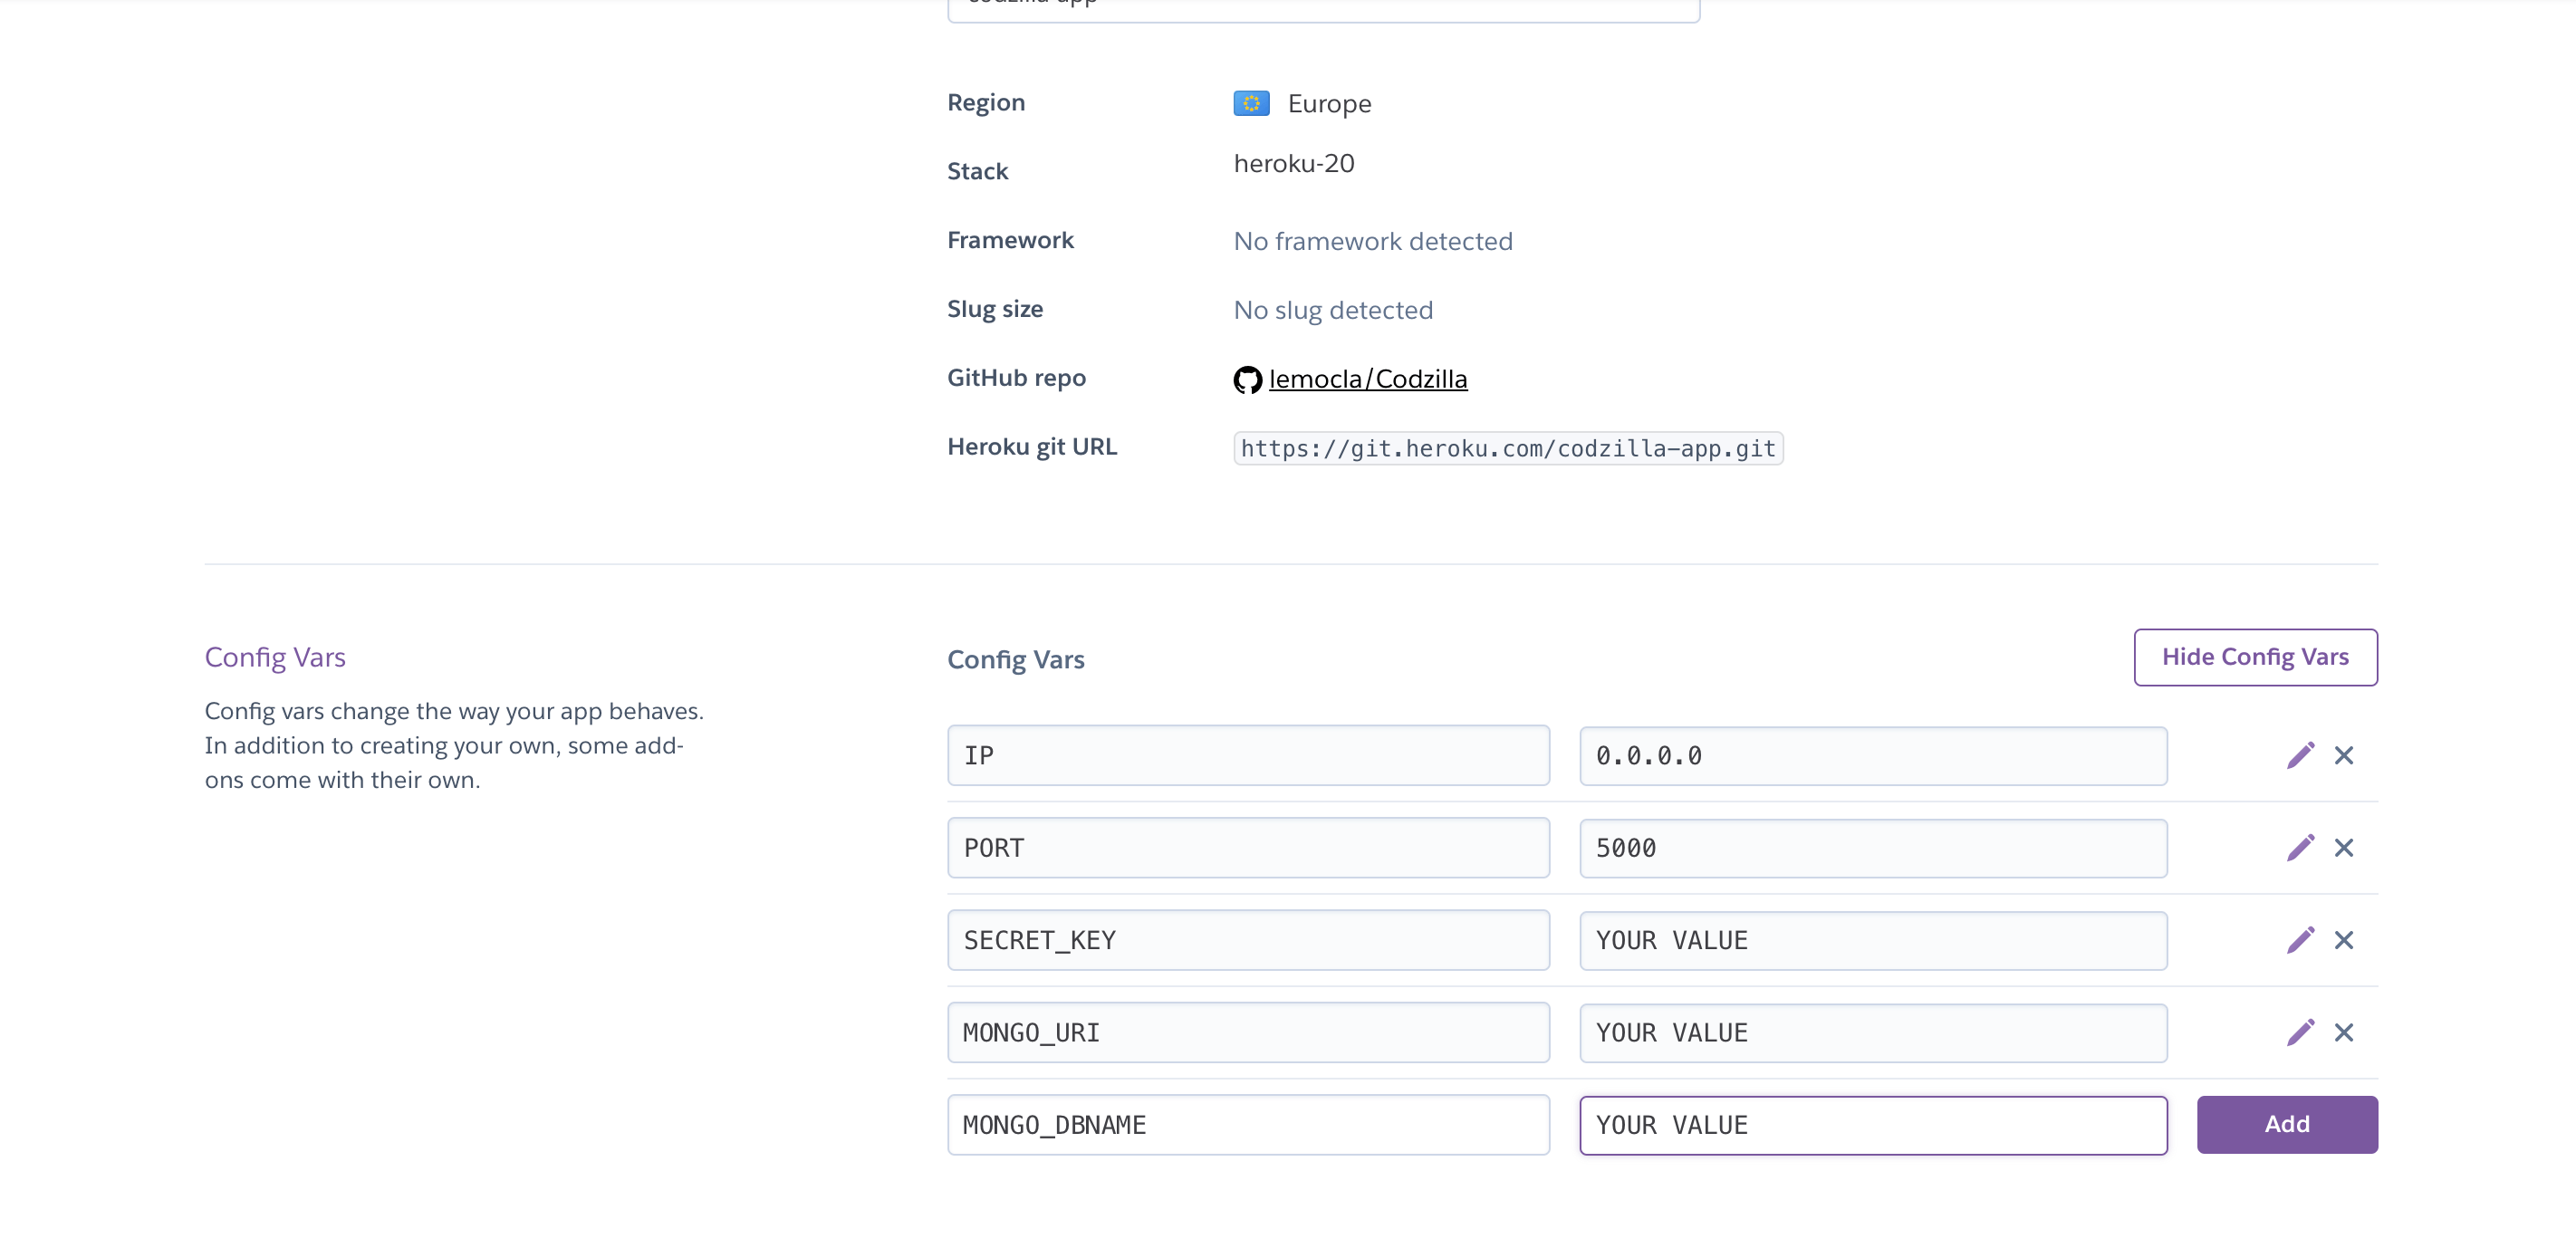 Region
Europe
Stack
heroku-20
Framework
No framework detected
Slug size
No slug detected
GitHub repo
lemocla/Codzilla
Heroku git URL
https://git.heroku.com/codzilla-app.git
Config Vars
Config vars change the way your app behaves.
In addition to creating your own, some add-
ons come with their own.
Config Vars
Hide Config Vars
IP
0.0.0.0
PORT
5000
SECRET_KEY
YOUR VALUE
MONGO_URI
YOUR VALUE
MONGO_DBNAME
YOUR VALUE
Add